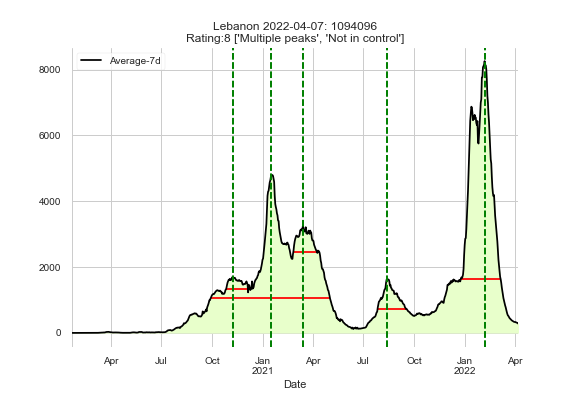 Lebanon 2022-04-07: 1094096
Rating:8 ['Multiple peaks', 'Not in control']
Average-7d
8000
6000
4000
2000
0
Apr Jul Oct Jan Apr Jul Oct Jan Apr
2021 2022
Date